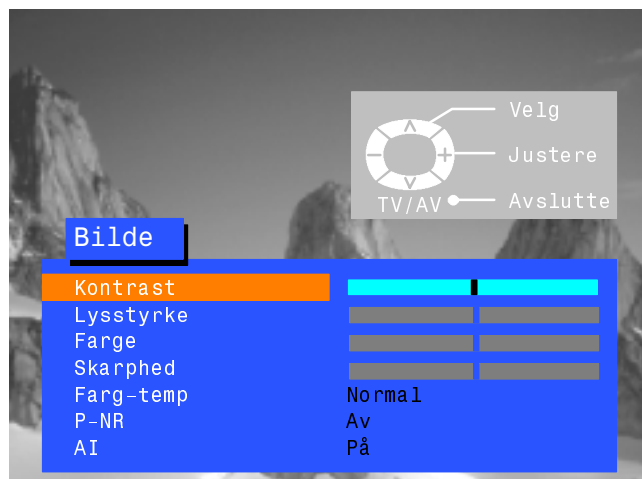 Velg
Justere
TV/AV Avslutte
Bilde
Kontrast
Lysstyrke
Farge
Skarphed
Farg-temp Normal
P-NR Av
AI På